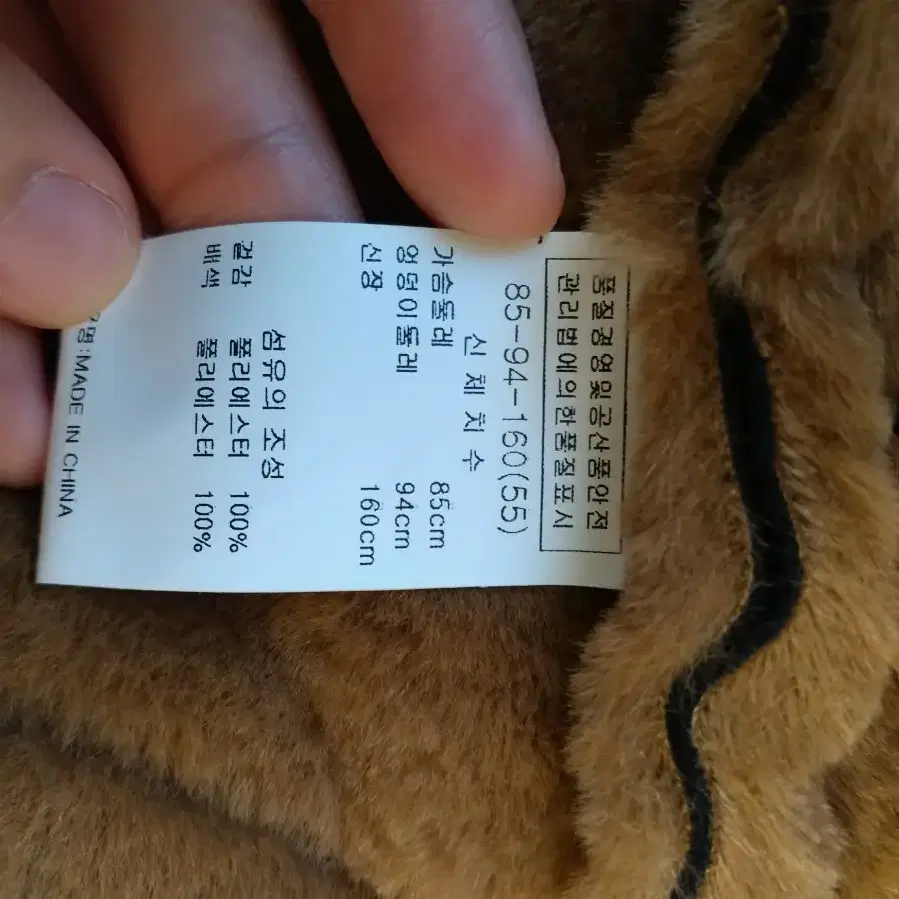 품질경영및공산품안전
관리법에의한품질표시
85-94-160(55)
신 체 치 수
가슴둘레 85cm
엉덩이둘레 94cm
신장 160cm
섬유의 조성
겉감 폴리에스터 100%
배색 폴리에스터 100%
명:MADE IN CHINA